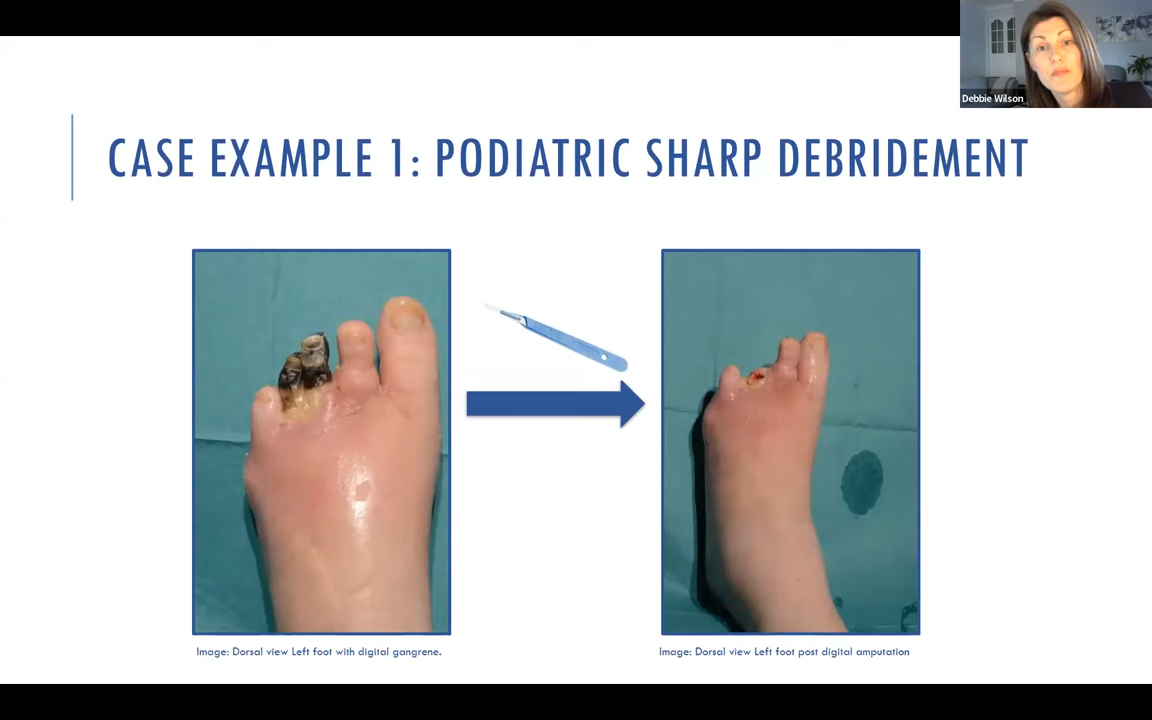 Debbie Wilson
CASE EXAMPLE 1: PODIATRIC SHARP DEBRIDEMENT
Image: Dorsal view Left foot with digital gangrene.
Image: Dorsal view Left foot post digital amputation